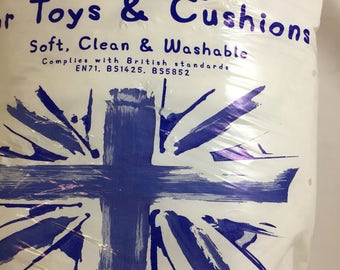 Toys & Cushions
Soft, Clean & Washable
Complies with British standards
EN71, BS1425, BS5852